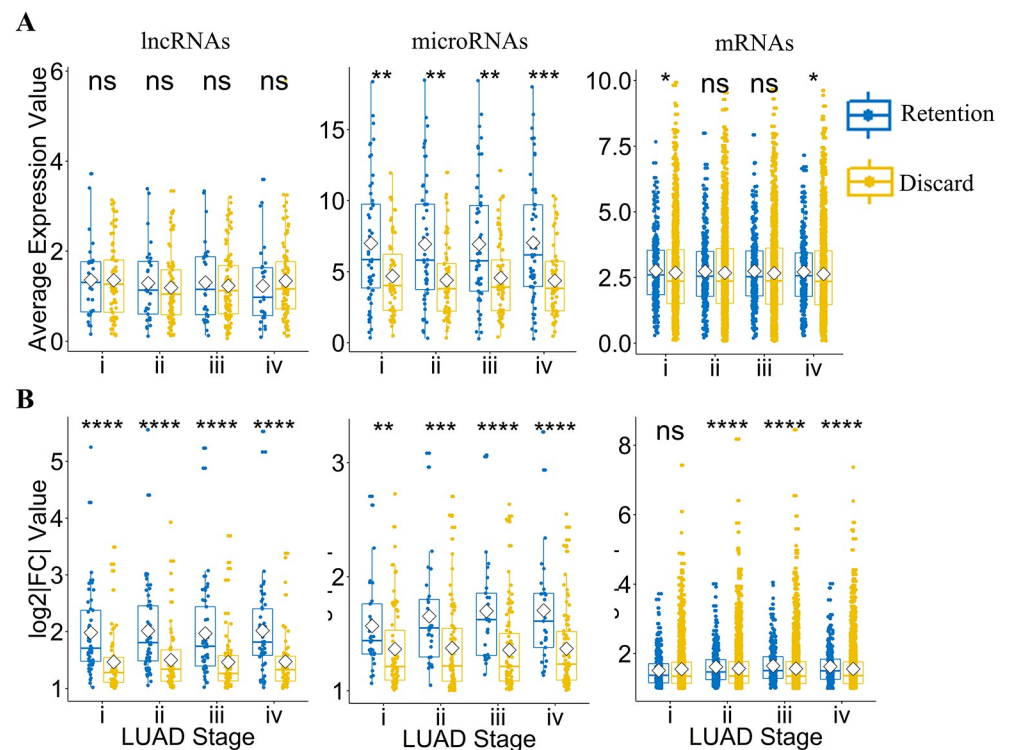 A
lncRNAs
microRNAs
mRNAs
Average Expression Value
6
4
2
0
ns ns ns ns
i ii iii iv
15
10
5
0
** ** ** ***
i ii iii iv
10.0
7.5
5.0
2.5
0.0
* ns ns *
i ii iii iv
Retention
Discard
B
log2|FC| Value
5
4
3
2
1
**** **** **** ****
i ii iii iv
LUAD Stage
3
2
1
** *** **** ****
i ii iii iv
LUAD Stage
8
6
4
2
ns **** **** ****
i ii iii iv
LUAD Stage